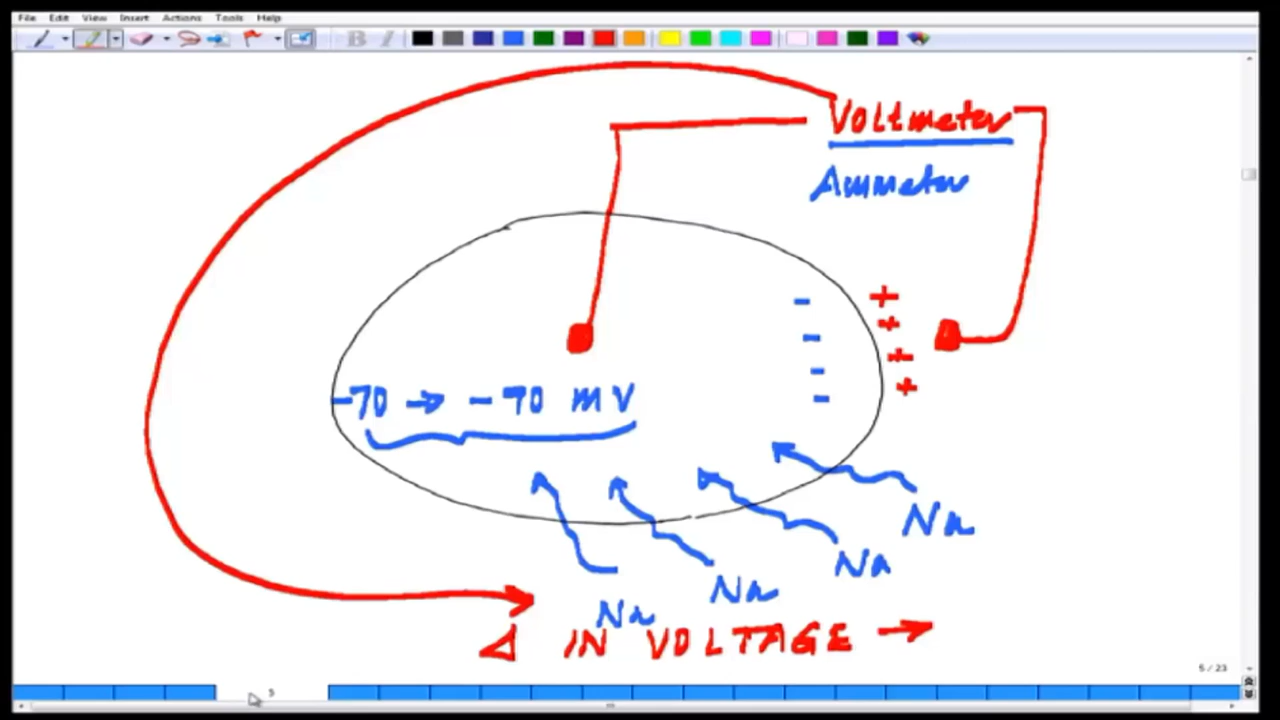 File Edit View Insert Actions Tools Help
Voltmeter
Ammeter
- +
- +
- +
- +
-70 → -70 mV
Na
Na
Na
Na
Δ IN VOLTAGE →
5 / 23
5